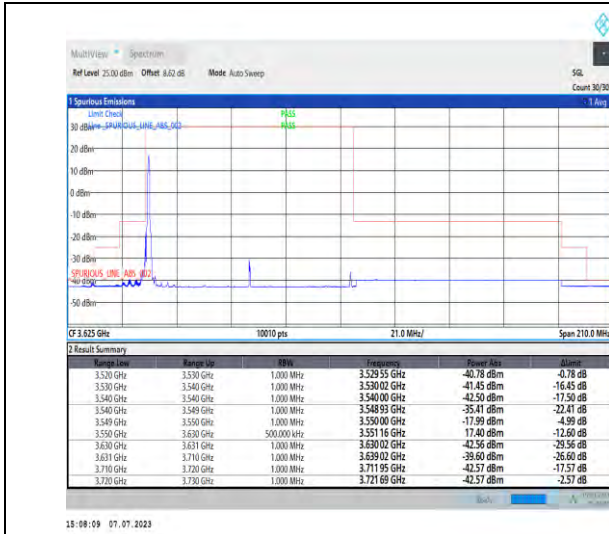 MultiView Spectrum
Ref Level 25.00 dBm Offset 8.62 dB Mode Auto Sweep SGL
Count 30/30
1 Spurious Emissions 1 Avg
Limit Check PASS
30 dBm Line _SPURIOUS_LINE_ABS_002 PASS
20 dBm
10 dBm
0 dBm
-10 dBm
-20 dBm
-30 dBm
SPURIOUS_LINE_ABS_002
-40 dBm
-50 dBm
CF 3.625 GHz 10010 pts 21.0 MHz/ Span 210.0 MHz
2 Result Summary
Range Low Range Up RBW Frequency Power Abs ΔLimit
3.520 GHz 3.530 GHz 1.000 MHz 3.529 55 GHz -40.78 dBm -0.78 dB
3.530 GHz 3.540 GHz 1.000 MHz 3.530 02 GHz -41.45 dBm -16.45 dB
3.540 GHz 3.540 GHz 1.000 MHz 3.540 00 GHz -42.50 dBm -17.50 dB
3.540 GHz 3.549 GHz 1.000 MHz 3.548 93 GHz -35.41 dBm -22.41 dB
3.549 GHz 3.550 GHz 1.000 MHz 3.550 00 GHz -17.99 dBm -4.99 dB
3.550 GHz 3.630 GHz 500.000 kHz 3.551 16 GHz 17.40 dBm -12.60 dB
3.630 GHz 3.631 GHz 1.000 MHz 3.630 02 GHz -42.56 dBm -29.56 dB
3.631 GHz 3.710 GHz 1.000 MHz 3.639 02 GHz -39.60 dBm -26.60 dB
3.710 GHz 3.720 GHz 1.000 MHz 3.711 95 GHz -42.57 dBm -17.57 dB
3.720 GHz 3.730 GHz 1.000 MHz 3.721 69 GHz -42.57 dBm -2.57 dB
15:08:09 07.07.2023